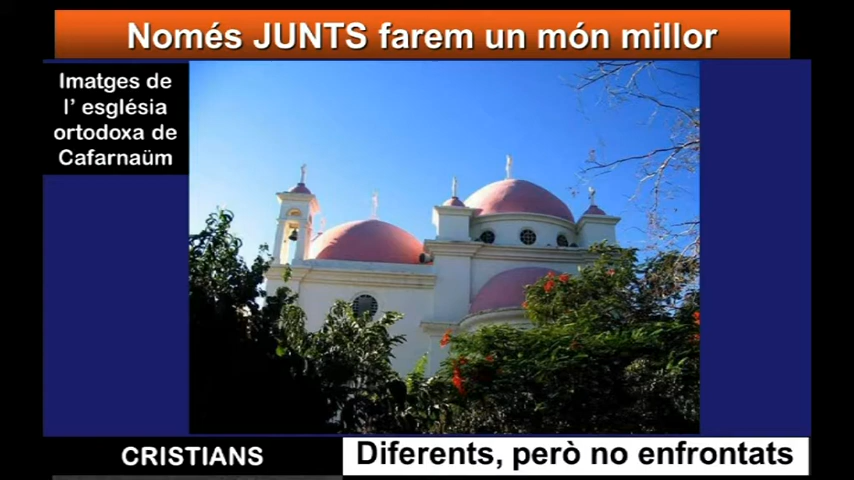 Només JUNTS farem un món millor
Imatges de
l' església
ortodoxa de
Cafarnaüm
CRISTIANS
Diferents, però no enfrontats